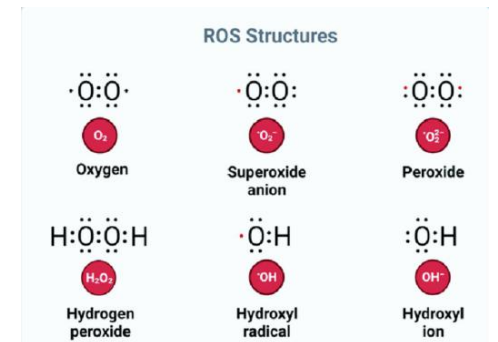 ROS Structures
·Ö̤:Ö̤·
·Ö̤:Ö̤:
:Ö̤:Ö̤:
O₂
·O₂⁻
·O₂²⁻
Oxygen
Superoxide
anion
Peroxide
H:Ö̤:Ö̤:H
·Ö̤:H
:Ö̤:H
H₂O₂
·OH
OH⁻
Hydrogen
peroxide
Hydroxyl
radical
Hydroxyl
ion